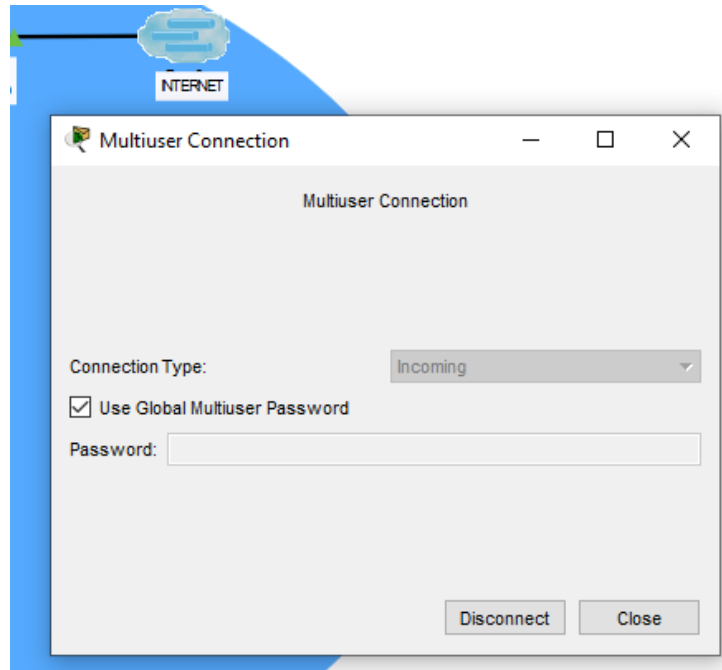 INTERNET
Multiuser Connection
Multiuser Connection
Connection Type:
Incoming
Use Global Multiuser Password
Password:
Disconnect
Close